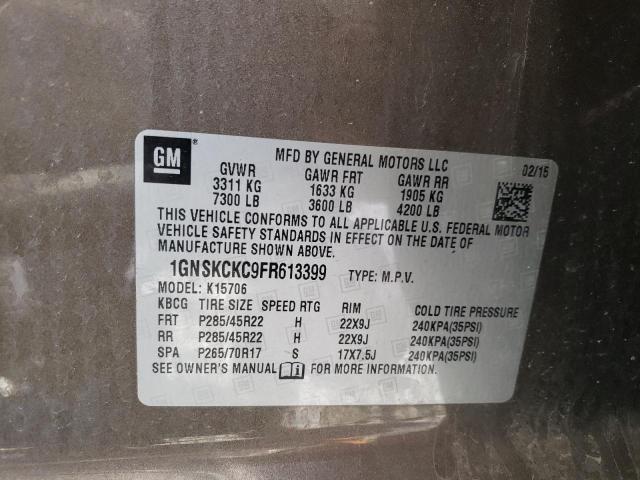 GM ®
MFD BY GENERAL MOTORS LLC 02/15
GVWR GAWR FRT GAWR RR
3311 KG 1633 KG 1905 KG
7300 LB 3600 LB 4200 LB
THIS VEHICLE CONFORMS TO ALL APPLICABLE U.S. FEDERAL MOTOR
VEHICLE SAFETY STANDARDS IN EFFECT ON THE DATE OF
MANUFACTURE SHOWN ABOVE.
1GNSKCKC9FR613399 TYPE: M.P.V.
MODEL: K15706
KBCG TIRE SIZE SPEED RTG RIM COLD TIRE PRESSURE
FRT P285/45R22 H 22X9J 240KPA(35PSI)
RR P285/45R22 H 22X9J 240KPA(35PSI)
SPA P265/70R17 S 17X7.5J 240KPA(35PSI)
SEE OWNER'S MANUAL i FOR MORE INFORMATION.